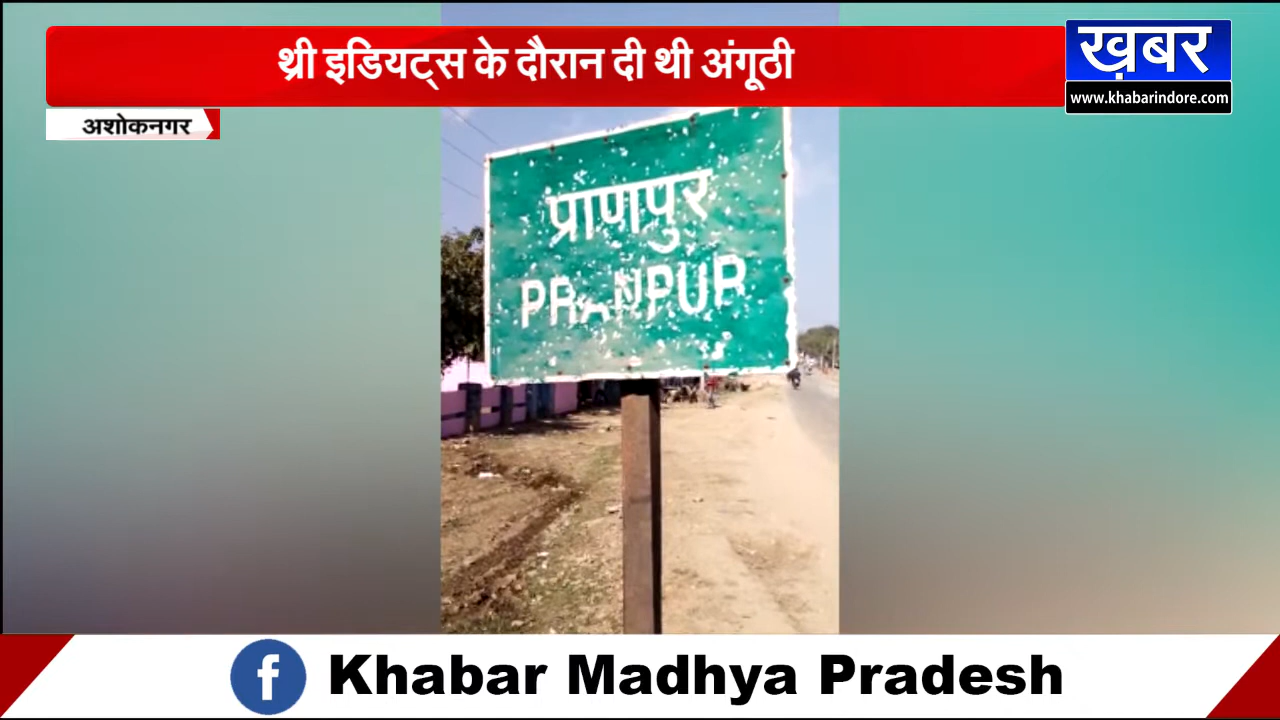 थ्री इडियट्स के दौरान दी थी अंगूठी
ख़बर
www.khabarindore.com
अशोकनगर
प्राणपुर
PRANPUR
f Khabar Madhya Pradesh